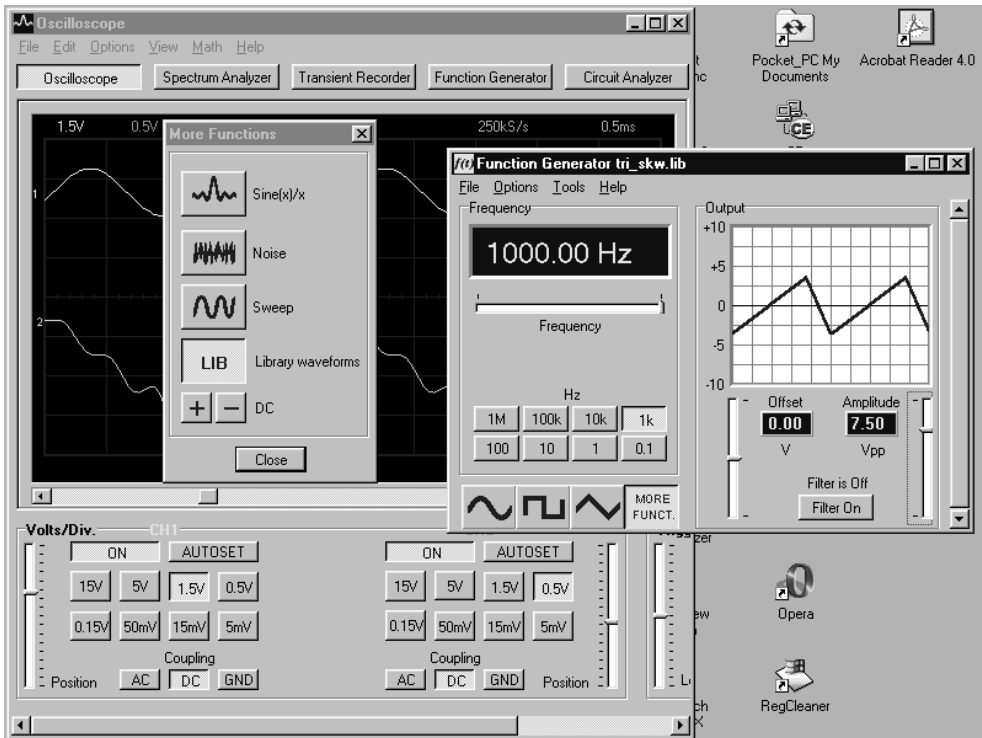 Oscilloscope
File Edit Options View Math Help
Oscilloscope Spectrum Analyzer Transient Recorder Function Generator Circuit Analyzer
1.5V 0.5V 250kS/s 0.5ms
1
2
More Functions
Sine(x)/x
Noise
Sweep
LIB Library waveforms
+ - DC
Close
f(t) Function Generator tri_skw.lib
File Options Tools Help
Frequency
1000.00 Hz
Frequency
Hz
1M 100k 10k 1k
100 10 1 0.1
MORE
FUNCT.
Output
+10
+5
0
-5
-10
Offset Amplitude
0.00 7.50
V Vpp
Filter is Off
Filter On
Volts/Div. CH1
ON AUTOSET
15V 5V 1.5V 0.5V
0.15V 50mV 15mV 5mV
Coupling
Position AC DC GND
ON AUTOSET
15V 5V 1.5V 0.5V
0.15V 50mV 15mV 5mV
Coupling
AC DC GND Position
Pocket_PC My
Documents
Acrobat Reader 4.0
CE
zer
ew
Opera
ch
X
RegCleaner